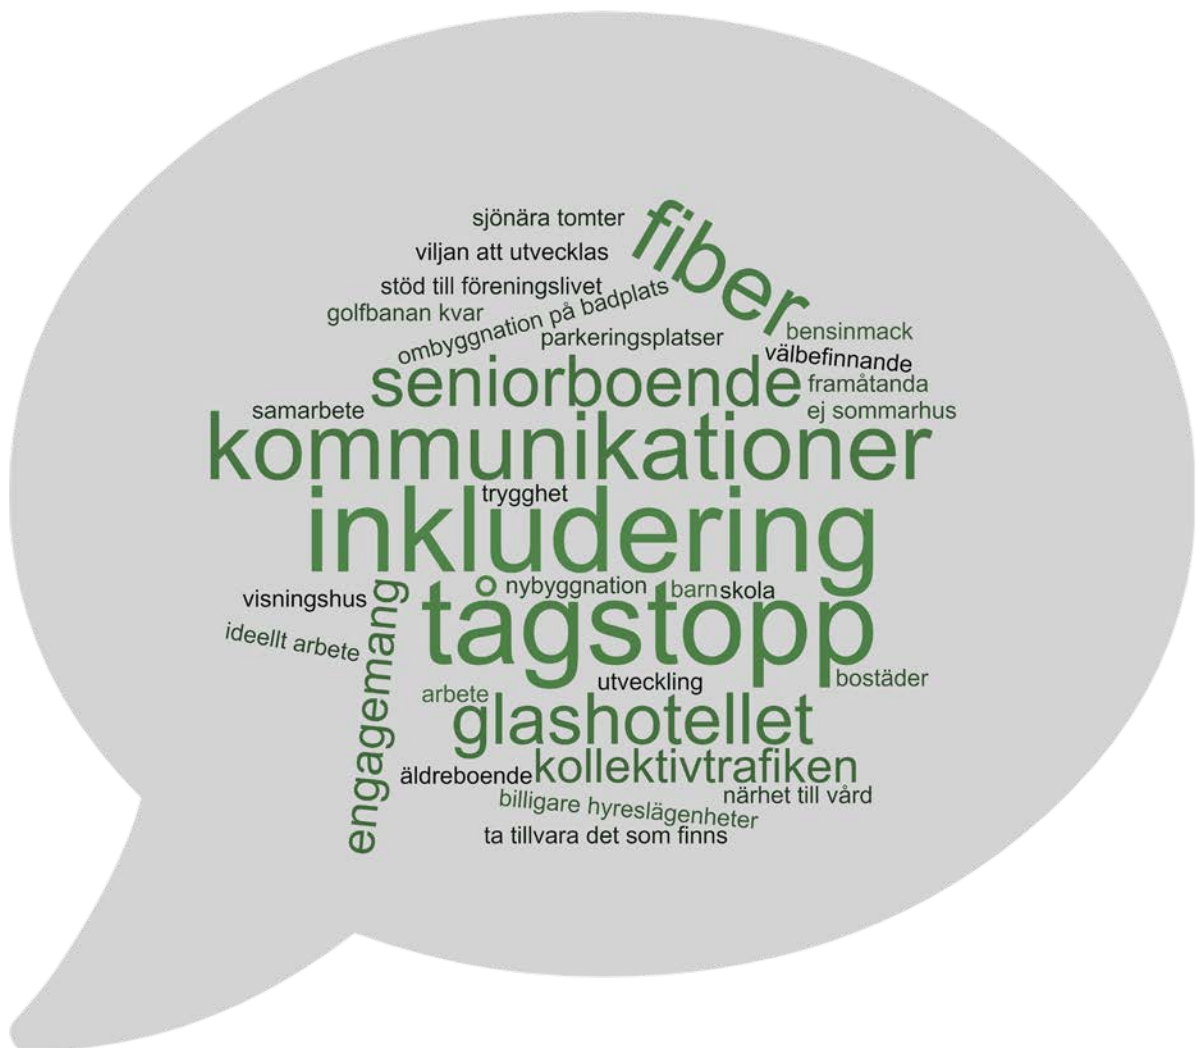 sjönära tomter
fiber
viljan att utvecklas
stöd till föreningslivet
golfbanan kvar
ombyggnation på badplats
parkeringsplatser
bensinmack
välbefinnande
seniorboende
framåtanda
samarbete
ej sommarhus
kommunikationer
trygghet
inkludering
nybyggnation
barn
skola
visningshus
engagemang
tågstopp
ideellt arbete
bostäder
utveckling
arbete
glashotellet
äldreboende
kollektivtrafiken
närhet till vård
billigare hyreslägenheter
ta tillvara det som finns